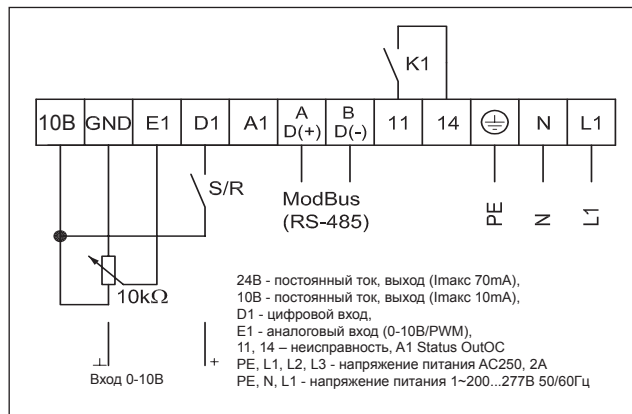 K1
10В GND E1 D1 A1 A D(+) B D(-) 11 14 N L1
S/R
ModBus
(RS-485)
PE
N
L1
10kΩ
⊥ +
Вход 0-10В
24В - постоянный ток, выход (Iмакс 70mA),
10В - постоянный ток, выход (Iмакс 10mA),
D1 - цифровой вход,
E1 - аналоговый вход (0-10В/PWM),
11, 14 – неисправность, A1 Status OutOC
PE, L1, L2, L3 - напряжение питания AC250, 2A
PE, N, L1 - напряжение питания 1~200...277В 50/60Гц